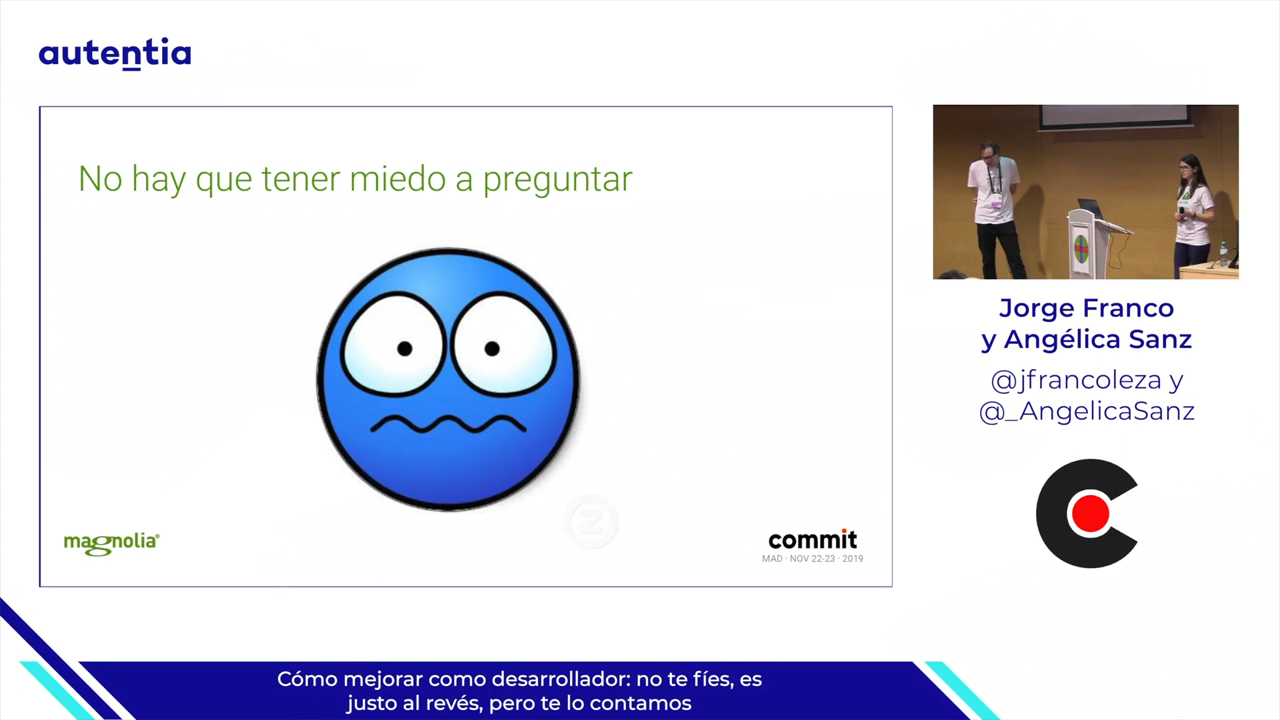 autentia
No hay que tener miedo a preguntar
magnolia®
commit
MAD · NOV 22-23 · 2019
Jorge Franco
y Angélica Sanz
@jfrancoleza y
@_AngelicaSanz
Cómo mejorar como desarrollador: no te fíes, es
justo al revés, pero te lo contamos